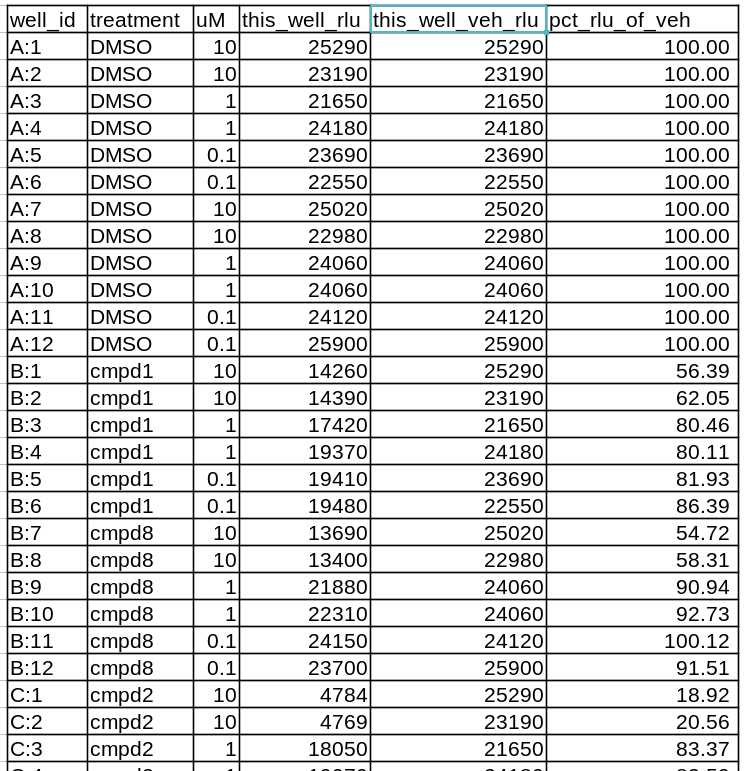 well_id treatment uM this_well_rlu this_well_veh_rlu pct_rlu_of_veh
A:1 DMSO 10 25290 25290 100.00
A:2 DMSO 10 23190 23190 100.00
A:3 DMSO 1 21650 21650 100.00
A:4 DMSO 1 24180 24180 100.00
A:5 DMSO 0.1 23690 23690 100.00
A:6 DMSO 0.1 22550 22550 100.00
A:7 DMSO 10 25020 25020 100.00
A:8 DMSO 10 22980 22980 100.00
A:9 DMSO 1 24060 24060 100.00
A:10 DMSO 1 24060 24060 100.00
A:11 DMSO 0.1 24120 24120 100.00
A:12 DMSO 0.1 25900 25900 100.00
B:1 cmpd1 10 14260 25290 56.39
B:2 cmpd1 10 14390 23190 62.05
B:3 cmpd1 1 17420 21650 80.46
B:4 cmpd1 1 19370 24180 80.11
B:5 cmpd1 0.1 19410 23690 81.93
B:6 cmpd1 0.1 19480 22550 86.39
B:7 cmpd8 10 13690 25020 54.72
B:8 cmpd8 10 13400 22980 58.31
B:9 cmpd8 1 21880 24060 90.94
B:10 cmpd8 1 22310 24060 92.73
B:11 cmpd8 0.1 24150 24120 100.12
B:12 cmpd8 0.1 23700 25900 91.51
C:1 cmpd2 10 4784 25290 18.92
C:2 cmpd2 10 4769 23190 20.56
C:3 cmpd2 1 18050 21650 83.37